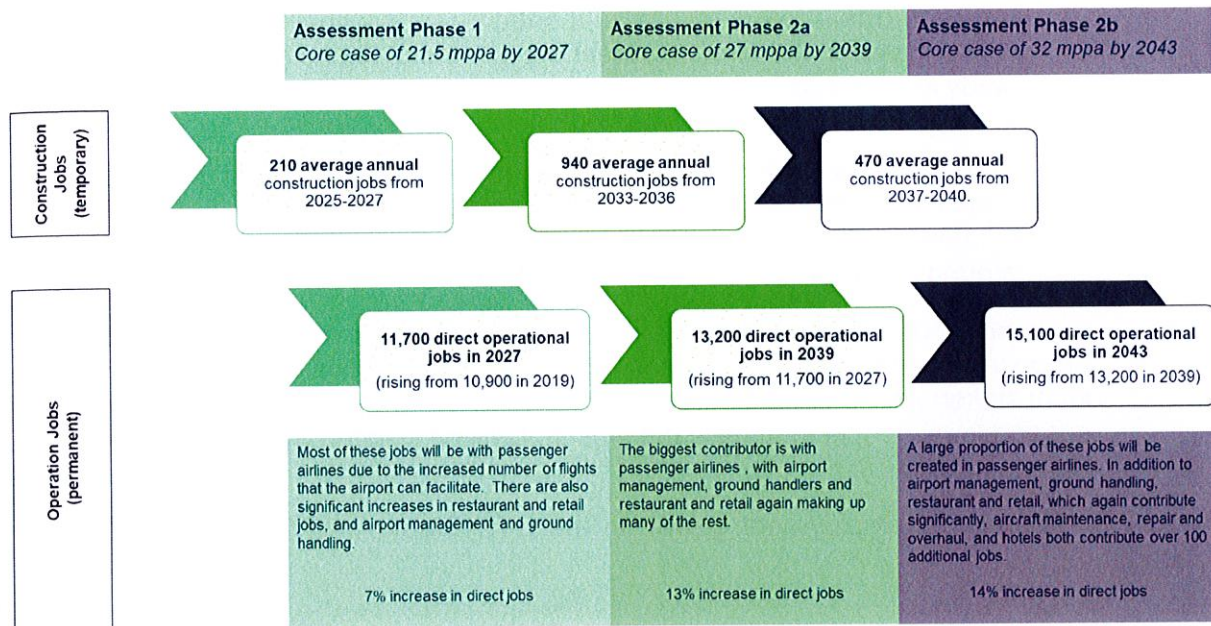 Assessment Phase 1
Core case of 21.5 mppa by 2027
Assessment Phase 2a
Core case of 27 mppa by 2039
Assessment Phase 2b
Core case of 32 mppa by 2043
Construction
Jobs
(temporary)
210 average annual
construction jobs from
2025-2027
940 average annual
construction jobs from
2033-2036
470 average annual
construction jobs from
2037-2040.
Operation Jobs
(permanent)
11,700 direct operational
jobs in 2027
(rising from 10,900 in 2019)
13,200 direct operational
jobs in 2039
(rising from 11,700 in 2027)
15,100 direct operational
jobs in 2043
(rising from 13,200 in 2039)
Most of these jobs will be with passenger
airlines due to the increased number of flights
that the airport can facilitate. There are also
significant increases in restaurant and retail
jobs, and airport management and ground
handling.
7% increase in direct jobs
The biggest contributor is with
passenger airlines , with airport
management, ground handlers and
restaurant and retail again making up
many of the rest.
13% increase in direct jobs
A large proportion of these jobs will be
created in passenger airlines. In addition to
airport management, ground handling,
restaurant and retail, which again contribute
significantly, aircraft maintenance, repair and
overhaul, and hotels both contribute over 100
additional jobs.
14% increase in direct jobs